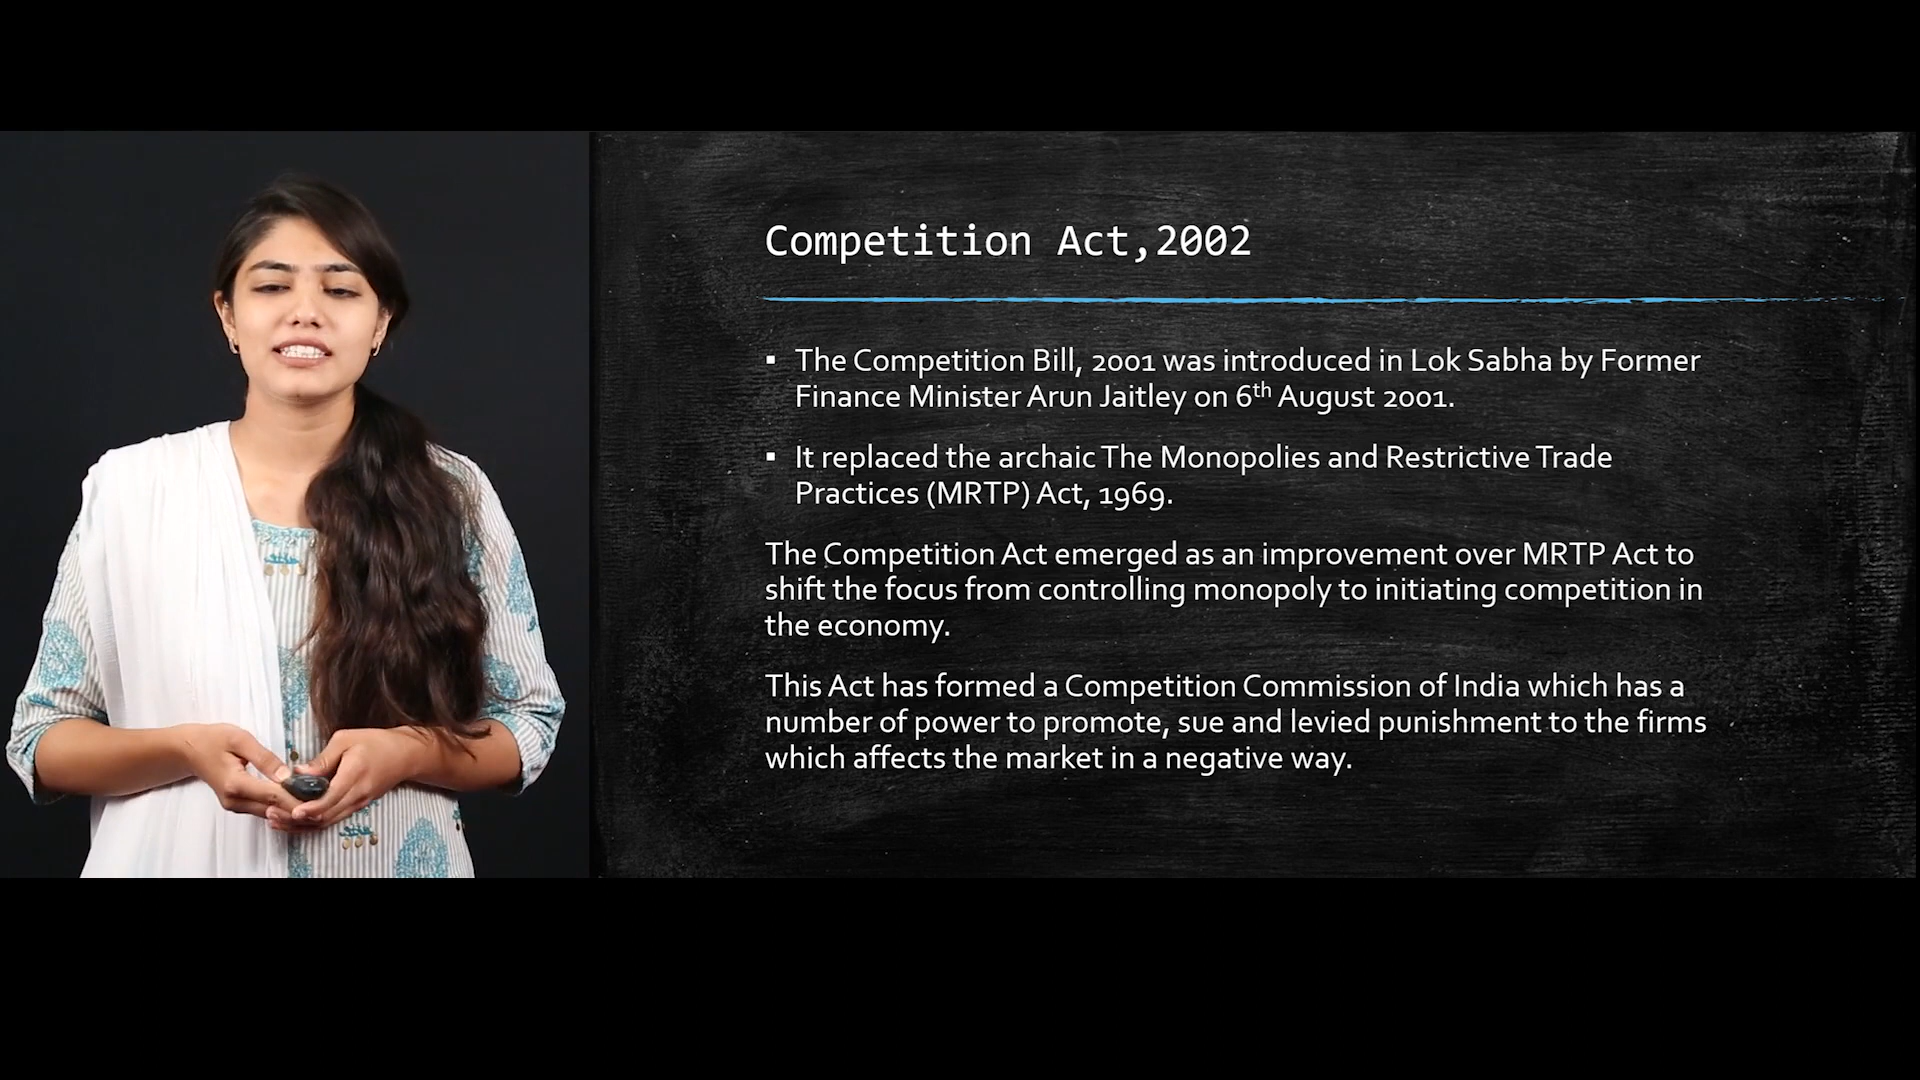 Competition Act,2002
▪ The Competition Bill, 2001 was introduced in Lok Sabha by Former
Finance Minister Arun Jaitley on 6th August 2001.
▪ It replaced the archaic The Monopolies and Restrictive Trade
Practices (MRTP) Act, 1969.
The Competition Act emerged as an improvement over MRTP Act to
shift the focus from controlling monopoly to initiating competition in
the economy.
This Act has formed a Competition Commission of India which has a
number of power to promote, sue and levied punishment to the firms
which affects the market in a negative way.